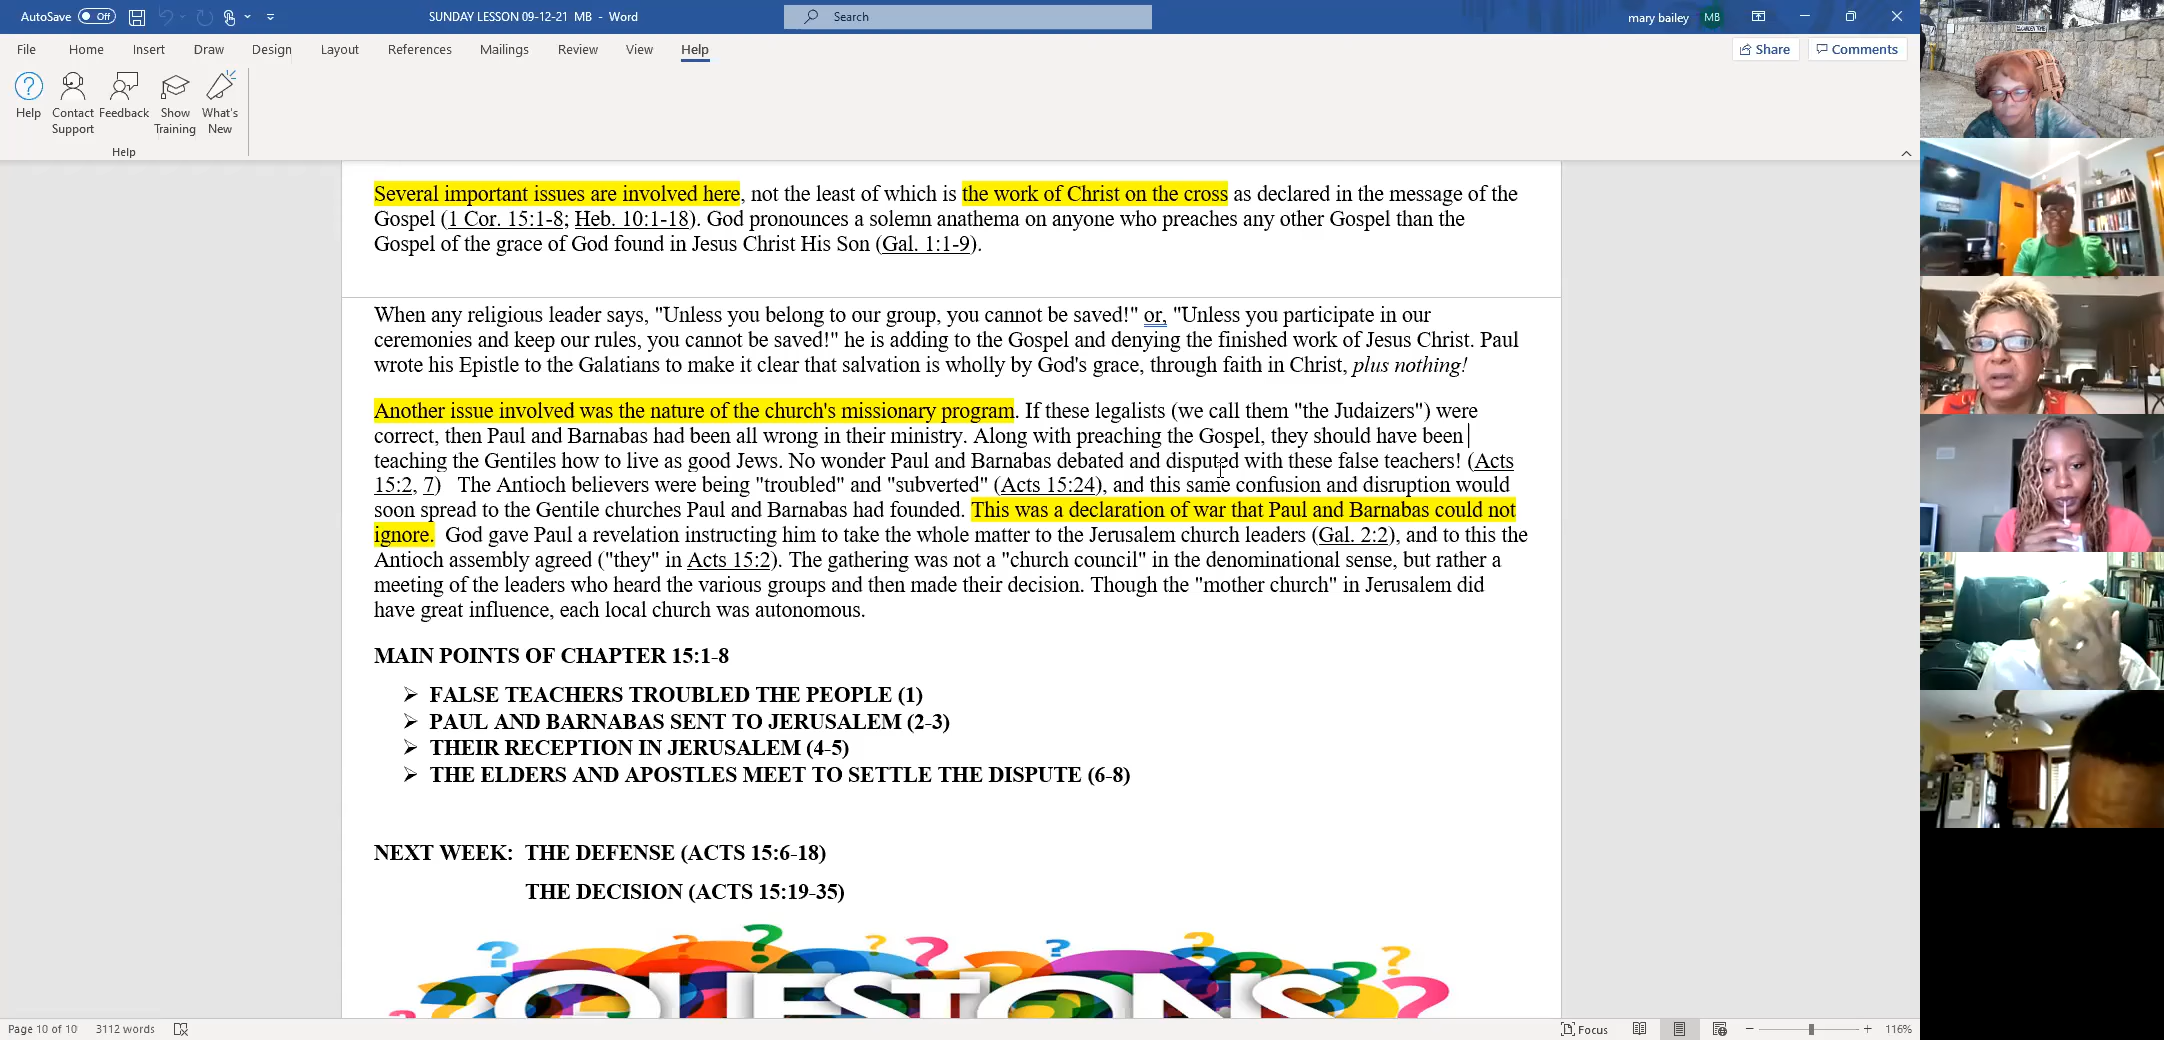 AutoSave Off
SUNDAY LESSON 09-12-21 MB - Word
Search
mary bailey MB
File Home Insert Draw Design Layout References Mailings Review View Help
Share Comments
Help Contact Support Feedback Show Training What's New
Help
Several important issues are involved here, not the least of which is the work of Christ on the cross as declared in the message of the
Gospel (1 Cor. 15:1-8; Heb. 10:1-18). God pronounces a solemn anathema on anyone who preaches any other Gospel than the
Gospel of the grace of God found in Jesus Christ His Son (Gal. 1:1-9).
When any religious leader says, "Unless you belong to our group, you cannot be saved!" or, "Unless you participate in our
ceremonies and keep our rules, you cannot be saved!" he is adding to the Gospel and denying the finished work of Jesus Christ. Paul
wrote his Epistle to the Galatians to make it clear that salvation is wholly by God's grace, through faith in Christ, plus nothing!
Another issue involved was the nature of the church's missionary program. If these legalists (we call them "the Judaizers") were
correct, then Paul and Barnabas had been all wrong in their ministry. Along with preaching the Gospel, they should have been
teaching the Gentiles how to live as good Jews. No wonder Paul and Barnabas debated and disputed with these false teachers! (Acts
15:2, 7) The Antioch believers were being "troubled" and "subverted" (Acts 15:24), and this same confusion and disruption would
soon spread to the Gentile churches Paul and Barnabas had founded. This was a declaration of war that Paul and Barnabas could not
ignore. God gave Paul a revelation instructing him to take the whole matter to the Jerusalem church leaders (Gal. 2:2), and to this the
Antioch assembly agreed ("they" in Acts 15:2). The gathering was not a "church council" in the denominational sense, but rather a
meeting of the leaders who heard the various groups and then made their decision. Though the "mother church" in Jerusalem did
have great influence, each local church was autonomous.
MAIN POINTS OF CHAPTER 15:1-8
➢ FALSE TEACHERS TROUBLED THE PEOPLE (1)
➢ PAUL AND BARNABAS SENT TO JERUSALEM (2-3)
➢ THEIR RECEPTION IN JERUSALEM (4-5)
➢ THE ELDERS AND APOSTLES MEET TO SETTLE THE DISPUTE (6-8)
NEXT WEEK: THE DEFENSE (ACTS 15:6-18)
THE DECISION (ACTS 15:19-35)
QUESTIONS
Page 10 of 10 3112 words
Focus 116%